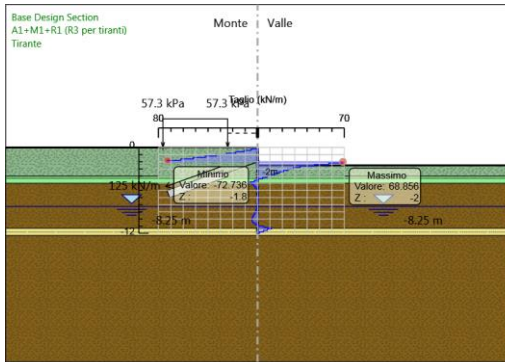 Base Design Section
A1+M1+R1 (R3 per tiranti)
Tirante
Monte Valle
57.3 kPa 57.3 kPa
Taglio (kN/m)
80 70
0
Minimo
Valore: -72.736
Z : -1.8
-2m
Massimo
Valore: 68.856
Z : -2
125 kN/m
-8.25 m -8.25 m
-12